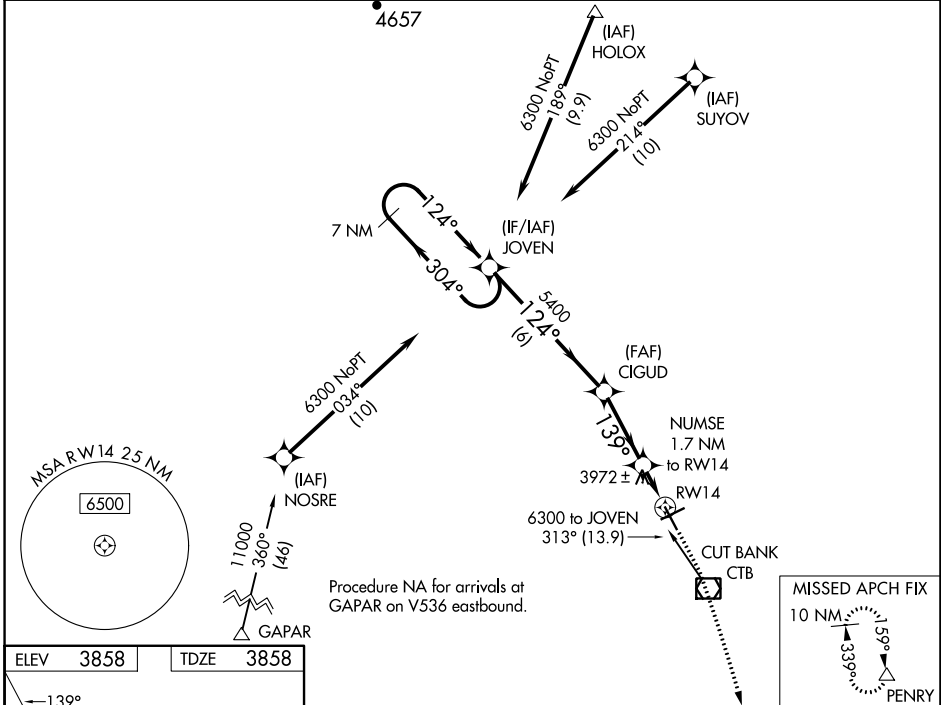 4657
(IAF)
HOLOX
6300 NoPT
189°
(9.9)
(IAF)
SUYOV
6300 NoPT
214°
(10)
7 NM
124°
304°
(IF/IAF)
JOVEN
5400
124°
(6)
(FAF)
CIGUD
139°
NUMSE
1.7 NM
to RW14
3972 ±
RW14
6300 NoPT
034°
(10)
(IAF)
NOSRE
MSA RW14 25 NM
6500
11000
360°
(46)
GAPAR
6300 to JOVEN
313° (13.9)
CUT BANK
CTB
Procedure NA for arrivals at
GAPAR on V536 eastbound.
MISSED APCH FIX
10 NM
159°
339°
PENRY
ELEV 3858
TDZE 3858
139°